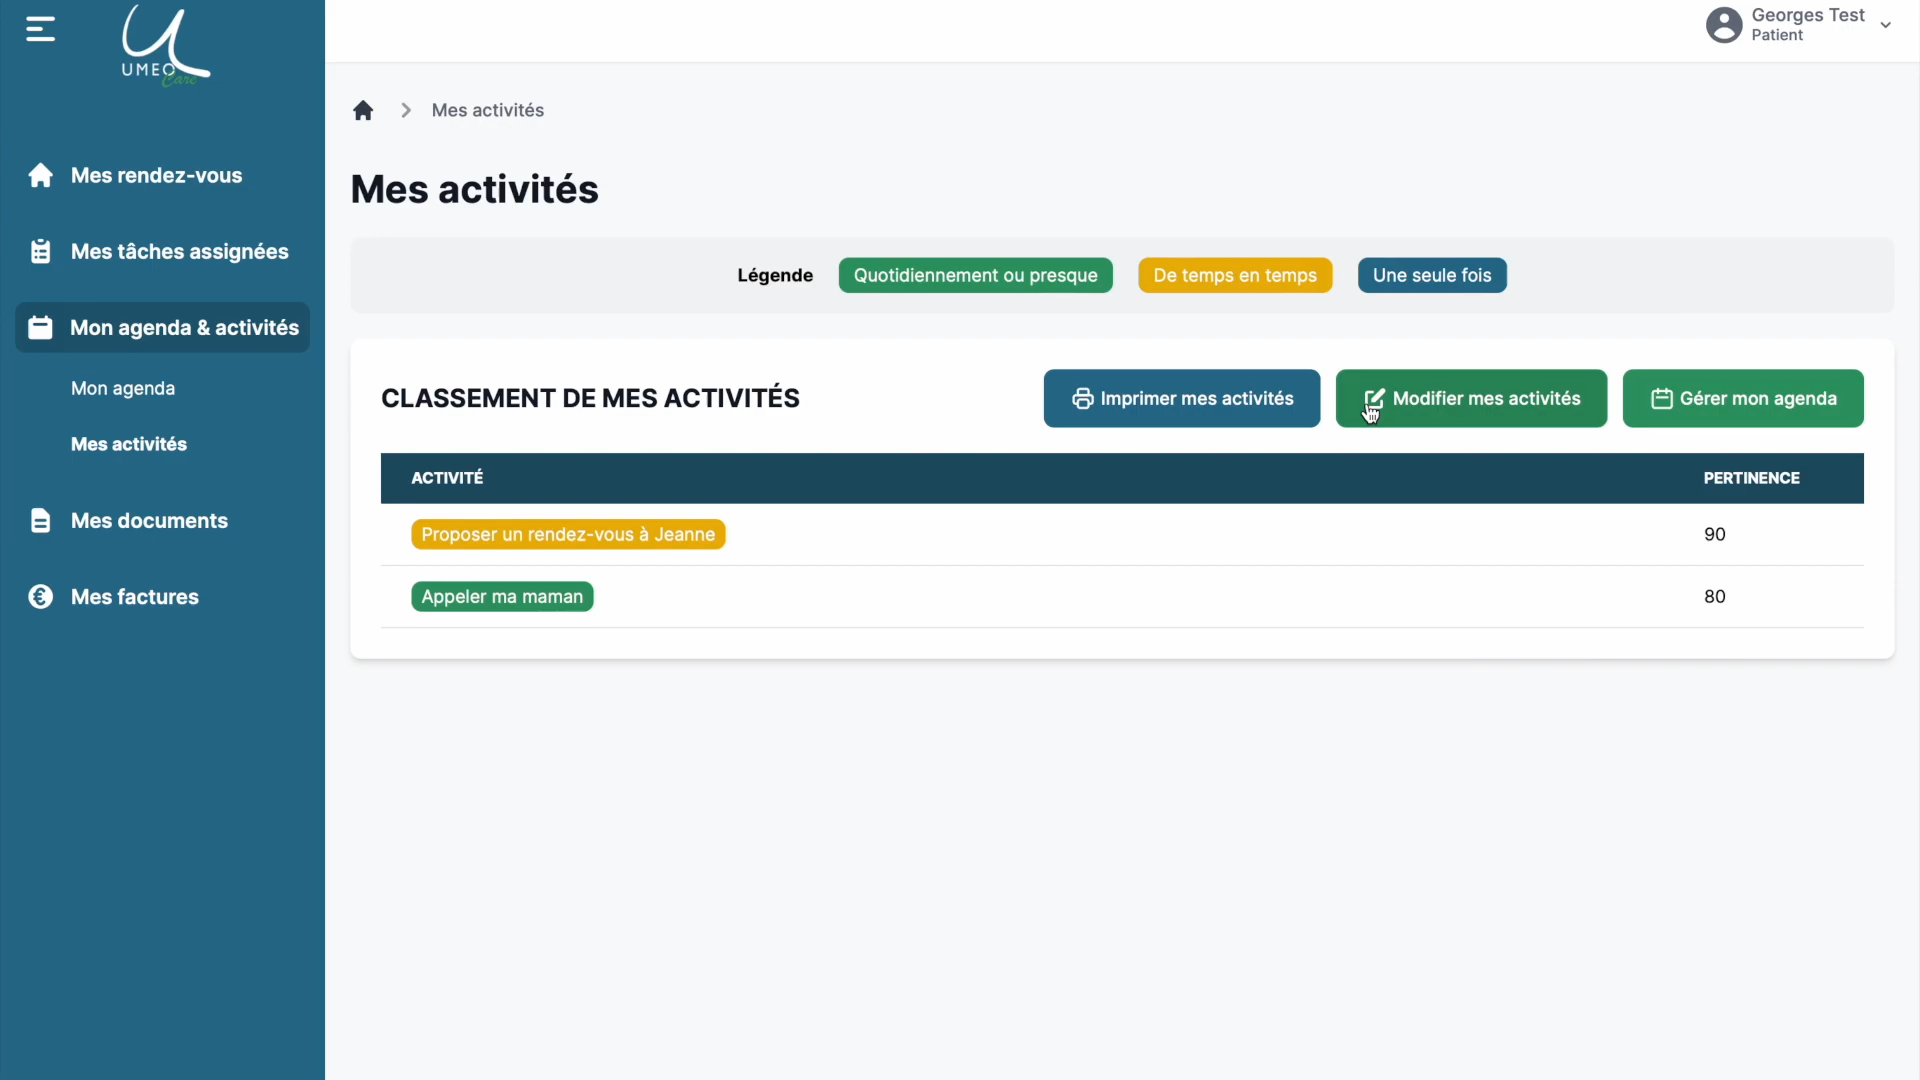 UMEO
Care
Georges Test
Patient
Mes activités
Mes rendez-vous
Mes tâches assignées
Mon agenda & activités
Mon agenda
Mes activités
Mes documents
Mes factures
Mes activités
Légende
Quotidiennement ou presque
De temps en temps
Une seule fois
CLASSEMENT DE MES ACTIVITÉS
Imprimer mes activités
Modifier mes activités
Gérer mon agenda
ACTIVITÉ PERTINENCE
Proposer un rendez-vous à Jeanne 90
Appeler ma maman 80